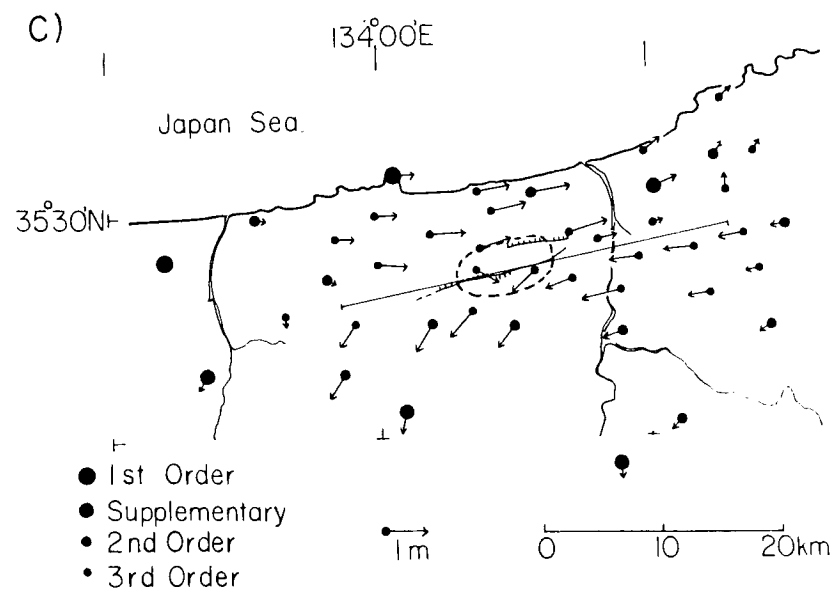 C)
134°00'E
Japan Sea.
35°30'N
1st Order
Supplementary
2nd Order
3rd Order
1m
0 10 20km